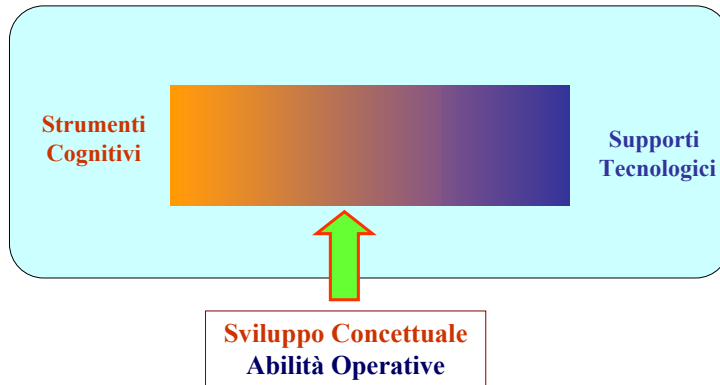 Strumenti
Cognitivi
Supporti
Tecnologici
Sviluppo Concettuale
Abilità Operative